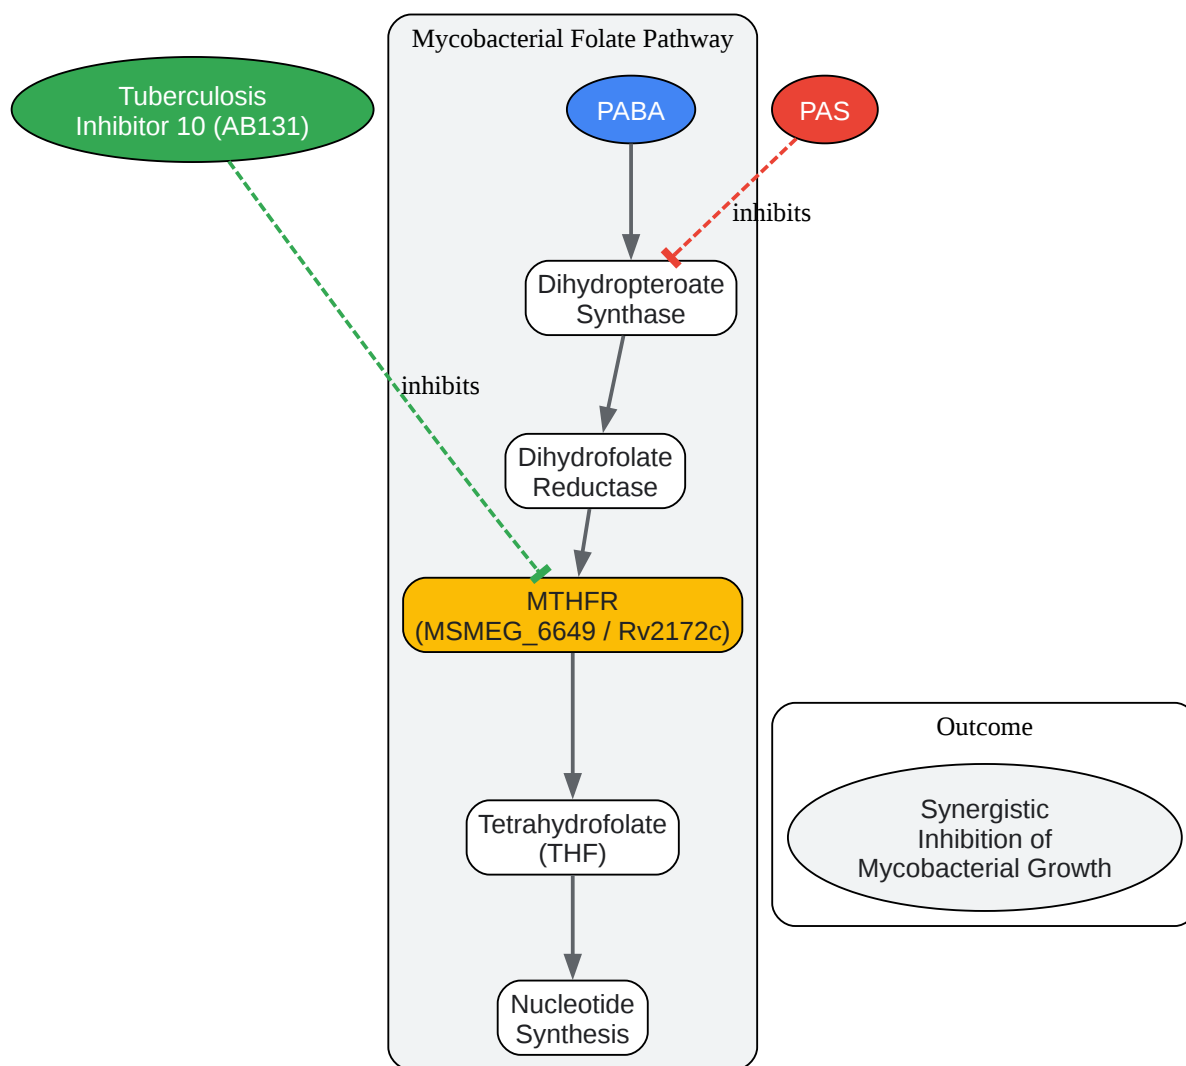 Mycobacterial Folate Pathway
Tuberculosis
Inhibitor 10 (AB131)
PABA
PAS
inhibits
Dihydropteroate
Synthase
inhibits
Dihydrofolate
Reductase
MTHFR
(MSMEG_6649 / Rv2172c)
Outcome
Tetrahydrofolate
(THF)
Synergistic
Inhibition of
Mycobacterial Growth
Nucleotide
Synthesis